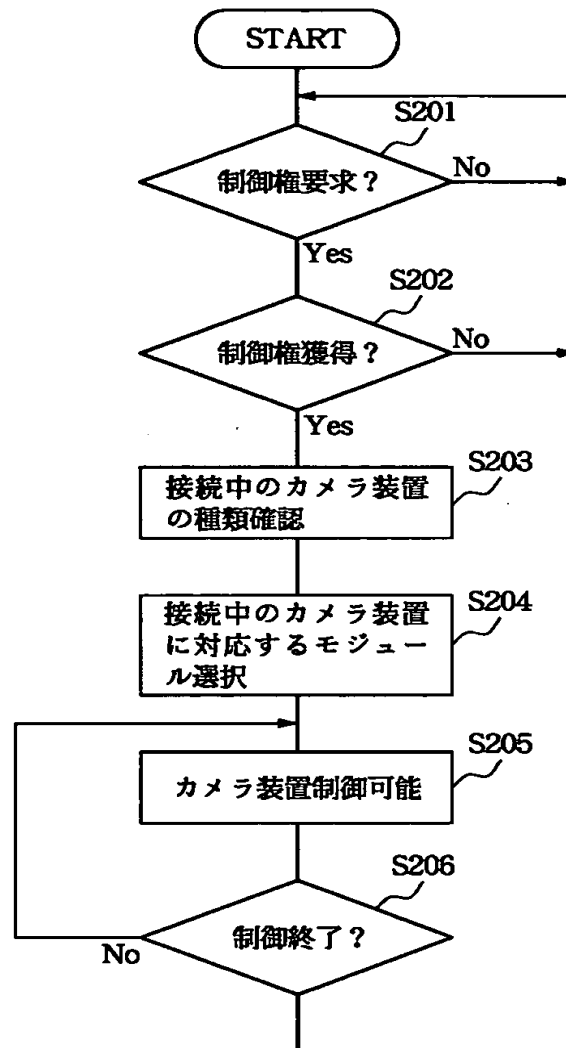 START
S201
制御権要求？
No
Yes
S202
制御権獲得？
No
Yes
S203
接続中のカメラ装置
の種類確認
S204
接続中のカメラ装置
に対応するモジュー
ル選択
S205
カメラ装置制御可能
S206
制御終了？
No